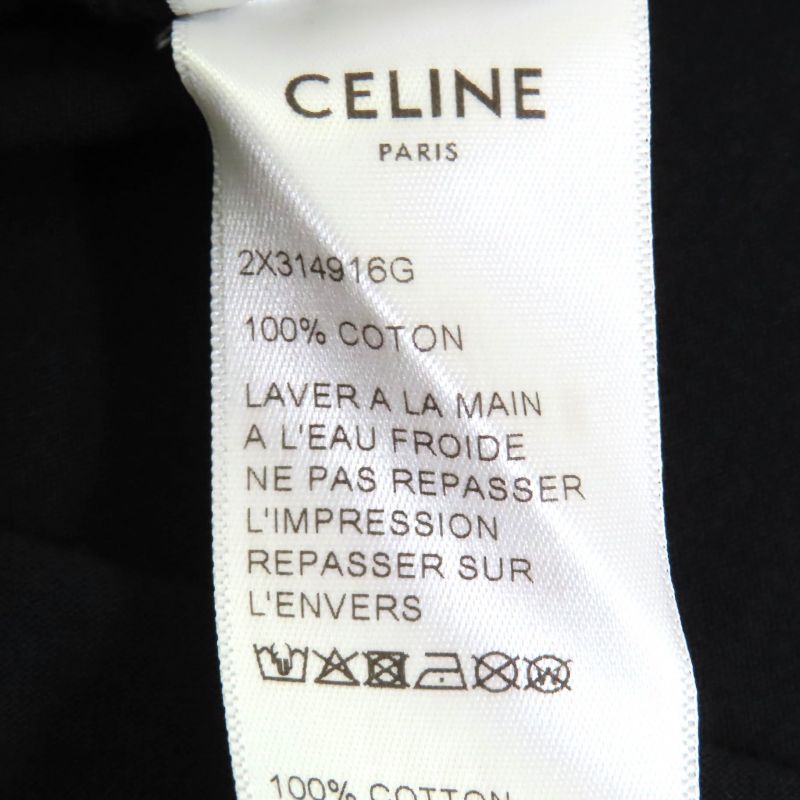 CELINE
PARIS
2X314916G
100% COTON
LAVER A LA MAIN
A L'EAU FROIDE
NE PAS REPASSER
L'IMPRESSION
REPASSER SUR
L'ENVERS
W
100% COTTON